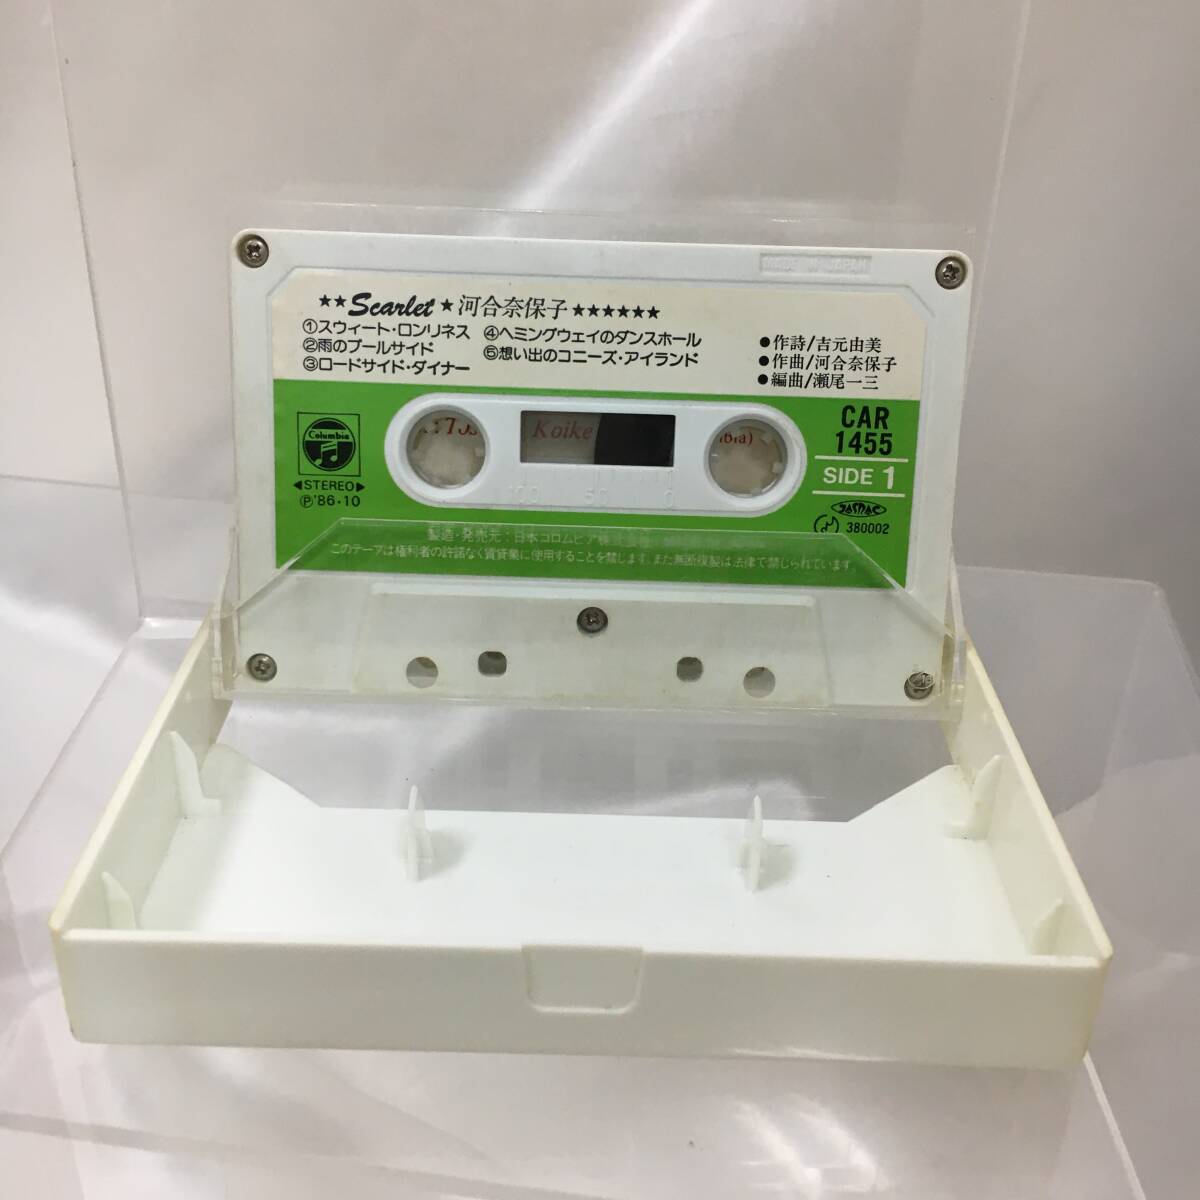 MADE IN JAPAN
★★Scarlet★河合奈保子★★★★★★
①スウィート・ロンリネス
②雨のプールサイド
③ロードサイド・ダイナー
④ヘミングウェイのダンスホール
⑤想い出のコニーズ・アイランド
●作詩/吉元由美
●作曲/河合奈保子
●編曲/瀬尾一三
Columbia
◀STEREO▶
Ⓟ'86・10
Koike
100 50 0
CAR
1455
SIDE 1
JASRAC
380002
製造・発売元:日本コロムビア株式会社
このテープは権利者の許諾なく賃貸業に使用することを禁じます。また無断複製は法律で禁じられています。